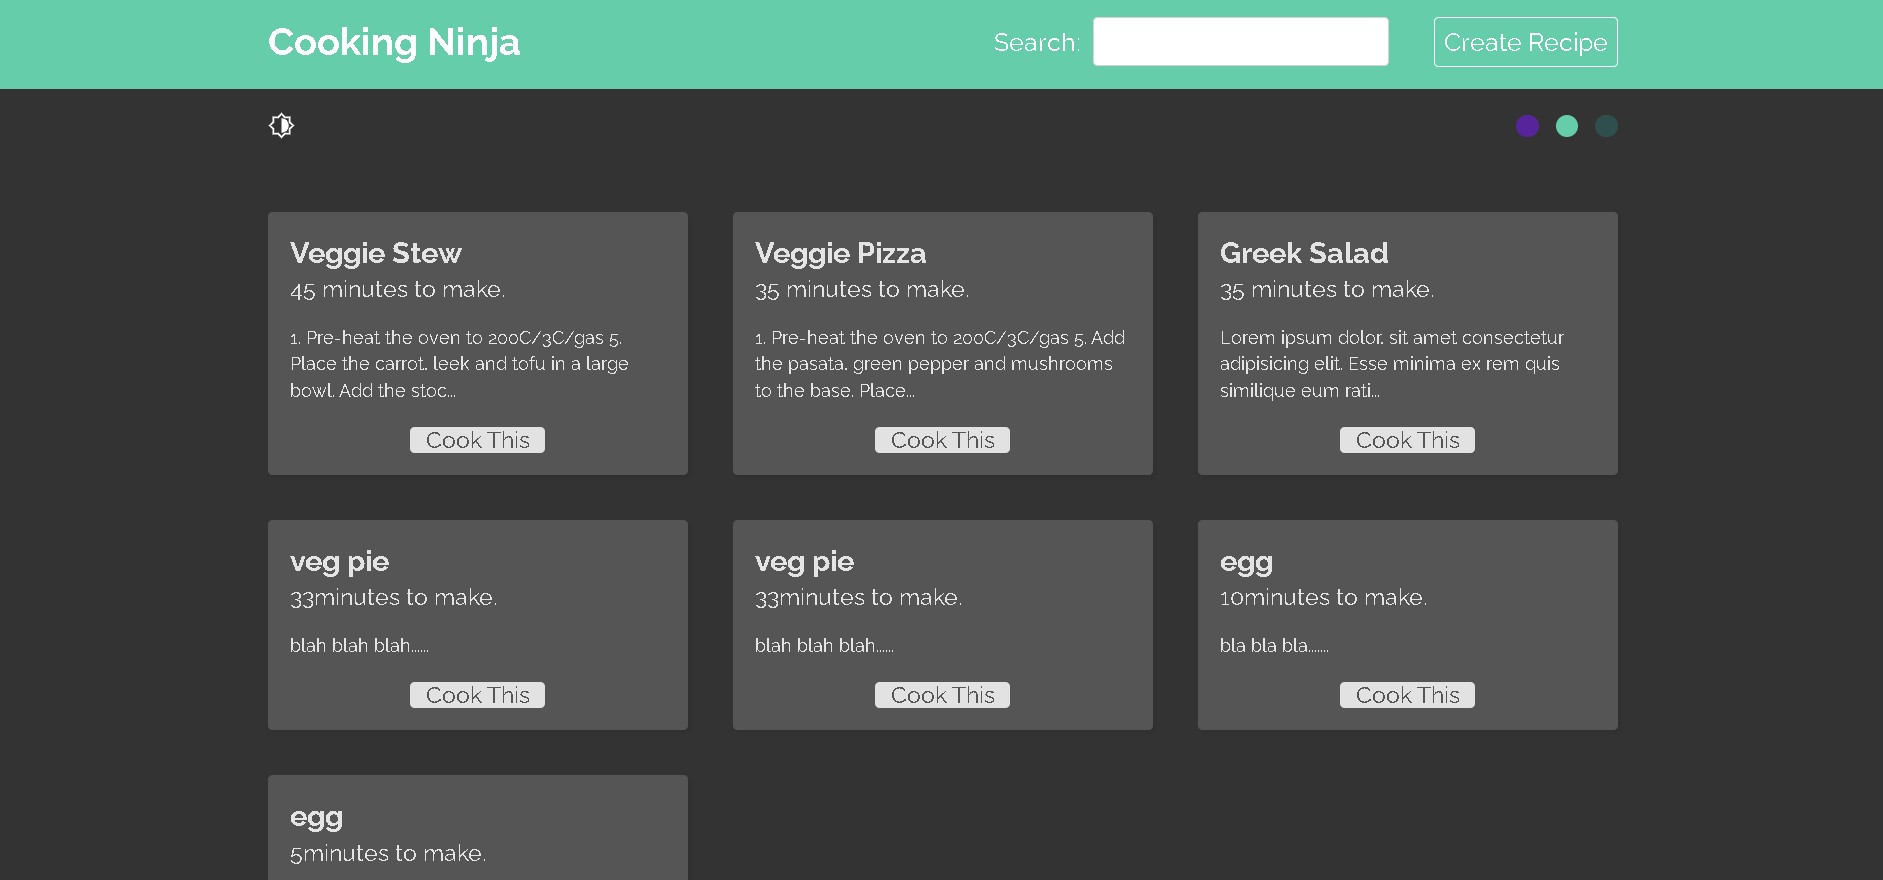 Cooking Ninja
Search:
Create Recipe
Veggie Stew
45 minutes to make.
1. Pre-heat the oven to 200C/3C/gas 5.
Place the carrot. leek and tofu in a large
bowl. Add the stoc...
Cook This
Veggie Pizza
35 minutes to make.
1. Pre-heat the oven to 200C/3C/gas 5. Add
the pasata. green pepper and mushrooms
to the base. Place...
Cook This
Greek Salad
35 minutes to make.
Lorem ipsum dolor. sit amet consectetur
adipisicing elit. Esse minima ex rem quis
similique eum rati...
Cook This
veg pie
33minutes to make.
blah blah blah......
Cook This
veg pie
33minutes to make.
blah blah blah......
Cook This
egg
10minutes to make.
bla bla bla.......
Cook This
egg
5minutes to make.